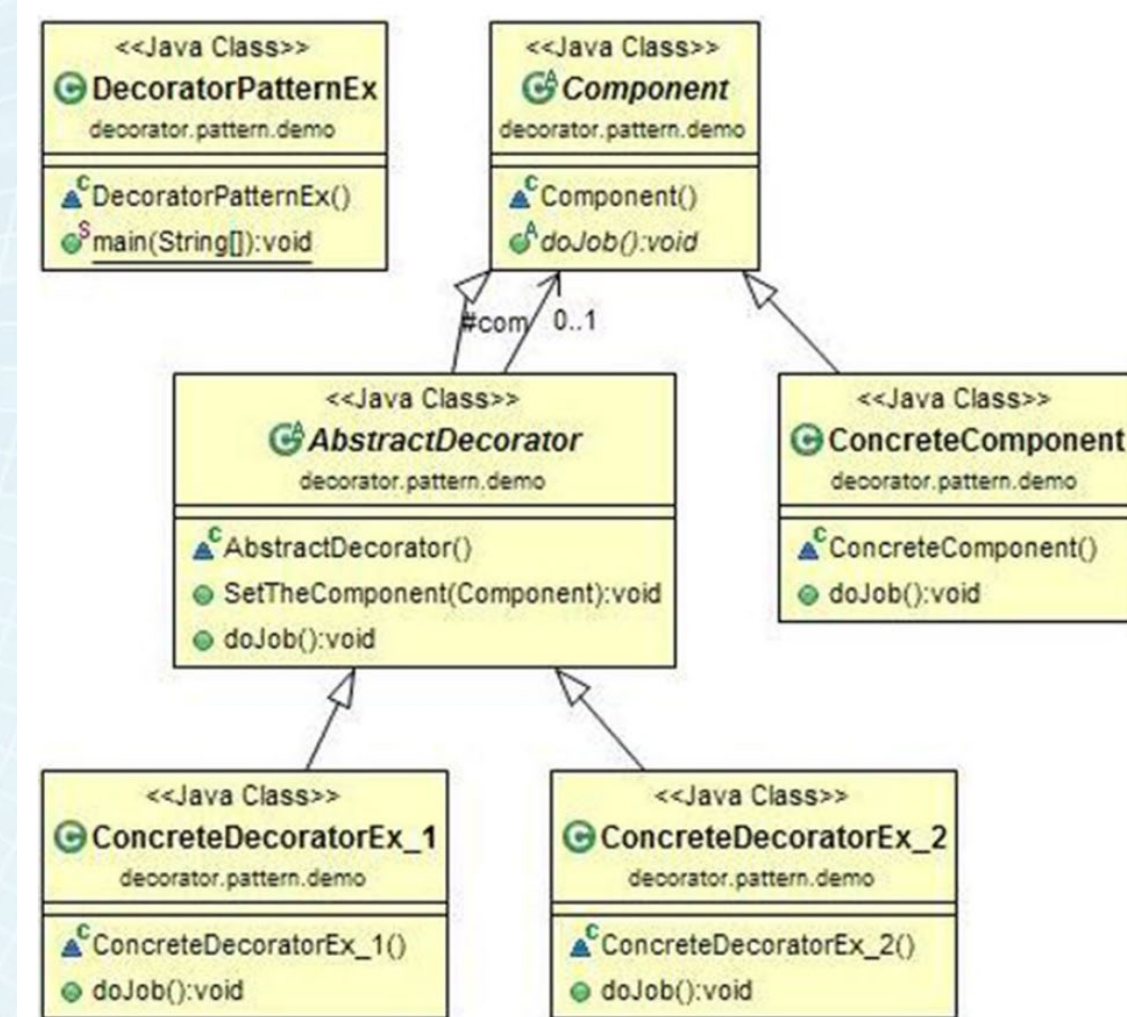 <<Java Class>>
DecoratorPatternEx
decorator.pattern.demo
DecoratorPatternEx()
main(String[]):void
<<Java Class>>
Component
decorator.pattern.demo
Component()
doJob():void
#com 0..1
<<Java Class>>
AbstractDecorator
decorator.pattern.demo
AbstractDecorator()
SetTheComponent(Component):void
doJob():void
<<Java Class>>
ConcreteComponent
decorator.pattern.demo
ConcreteComponent()
doJob():void
<<Java Class>>
ConcreteDecoratorEx_1
decorator.pattern.demo
ConcreteDecoratorEx_1()
doJob():void
<<Java Class>>
ConcreteDecoratorEx_2
decorator.pattern.demo
ConcreteDecoratorEx_2()
doJob():void